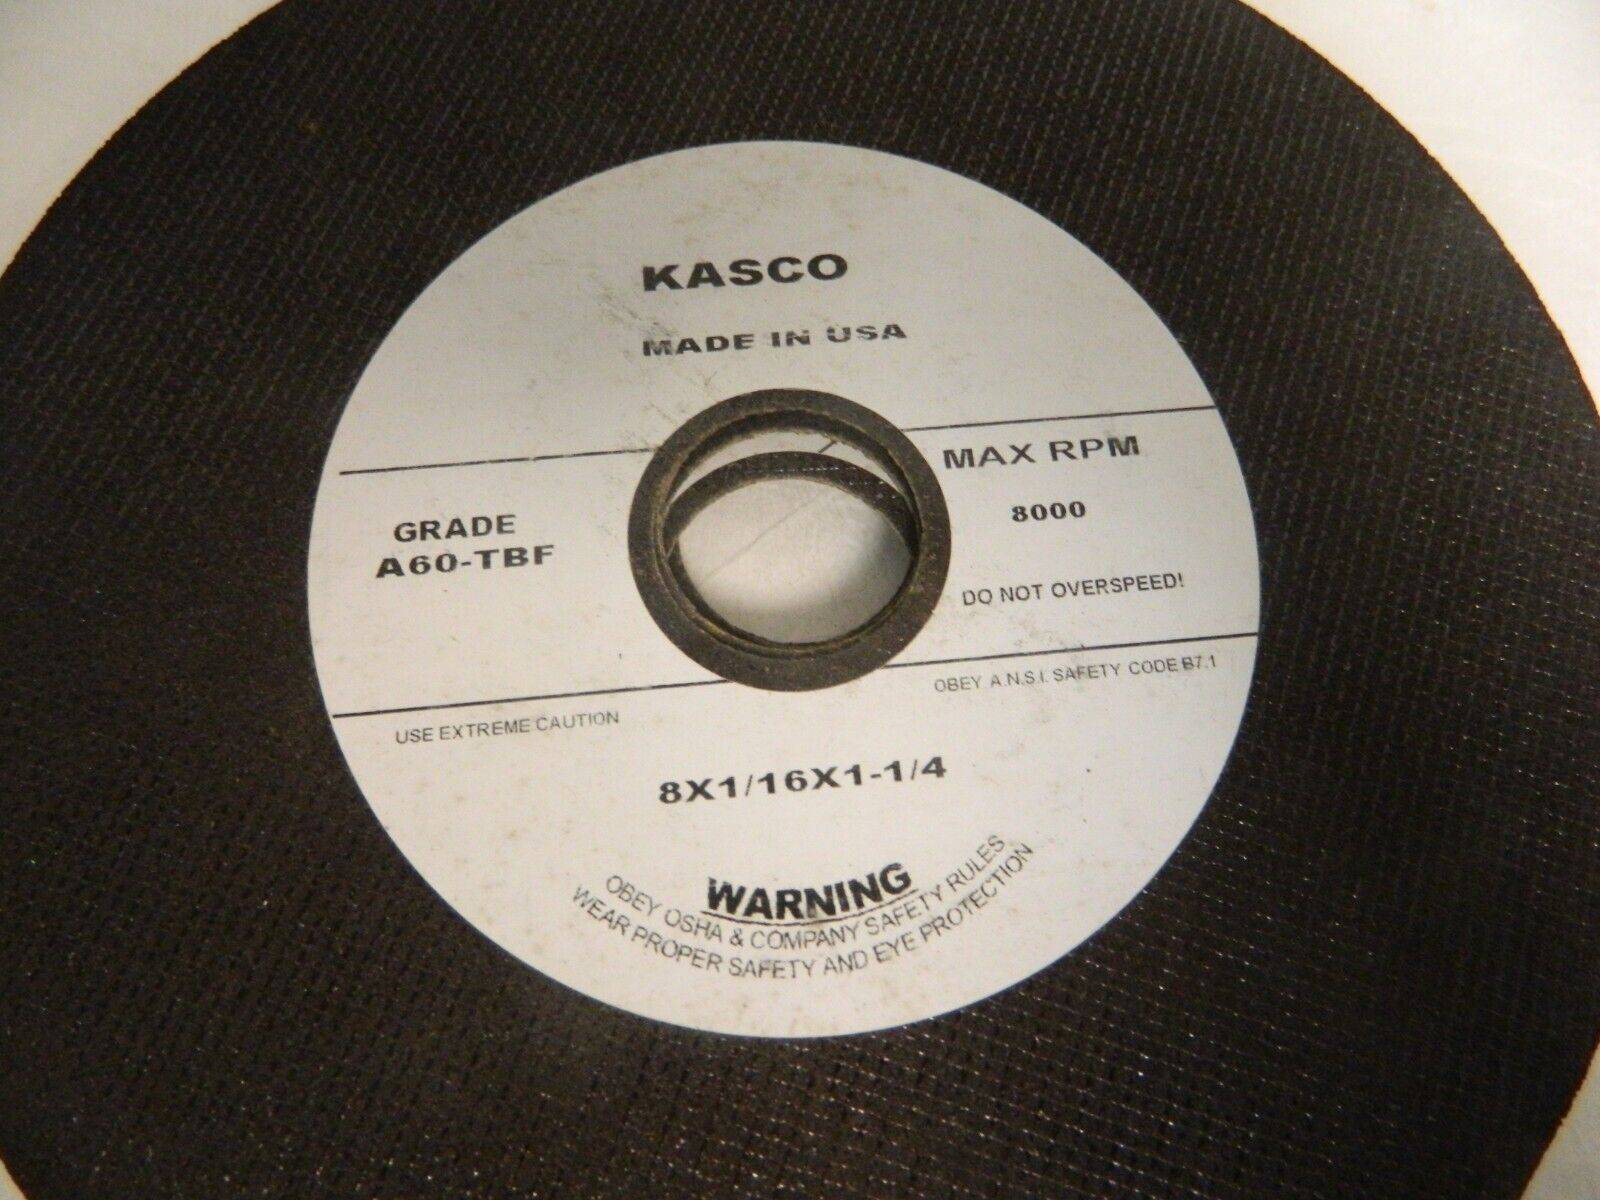 KASCO
MADE IN USA
GRADE
A60-TBF
MAX RPM
8000
DO NOT OVERSPEED!
USE EXTREME CAUTION
OBEY A.N.S.I. SAFETY CODE B7.1
8X1/16X1-1/4
WARNING
OBEY OSHA & COMPANY SAFETY RULES
WEAR PROPER SAFETY AND EYE PROTECTION